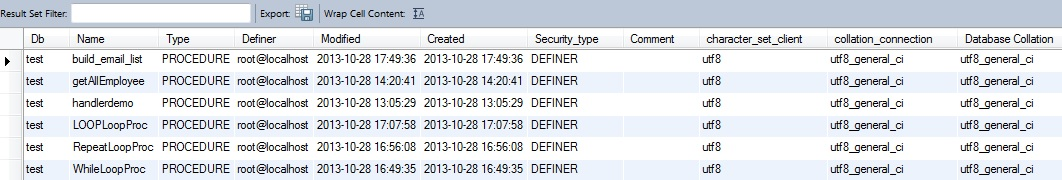 Result Set Filter: Export: Wrap Cell Content: IA
Db Name Type Definer Modified Created Security_type Comment character_set_client collation_connection Database Collation
test build_email_list PROCEDURE root@localhost 2013-10-28 17:49:36 2013-10-28 17:49:36 DEFINER utf8 utf8_general_ci utf8_general_ci
test getAllEmployee PROCEDURE root@localhost 2013-10-28 14:20:41 2013-10-28 14:20:41 DEFINER utf8 utf8_general_ci utf8_general_ci
test handlerdemo PROCEDURE root@localhost 2013-10-28 13:05:29 2013-10-28 13:05:29 DEFINER utf8 utf8_general_ci utf8_general_ci
test LOOPLoopProc PROCEDURE root@localhost 2013-10-28 17:07:58 2013-10-28 17:07:58 DEFINER utf8 utf8_general_ci utf8_general_ci
test RepeatLoopProc PROCEDURE root@localhost 2013-10-28 16:56:08 2013-10-28 16:56:08 DEFINER utf8 utf8_general_ci utf8_general_ci
test WhileLoopProc PROCEDURE root@localhost 2013-10-28 16:49:35 2013-10-28 16:49:35 DEFINER utf8 utf8_general_ci utf8_general_ci